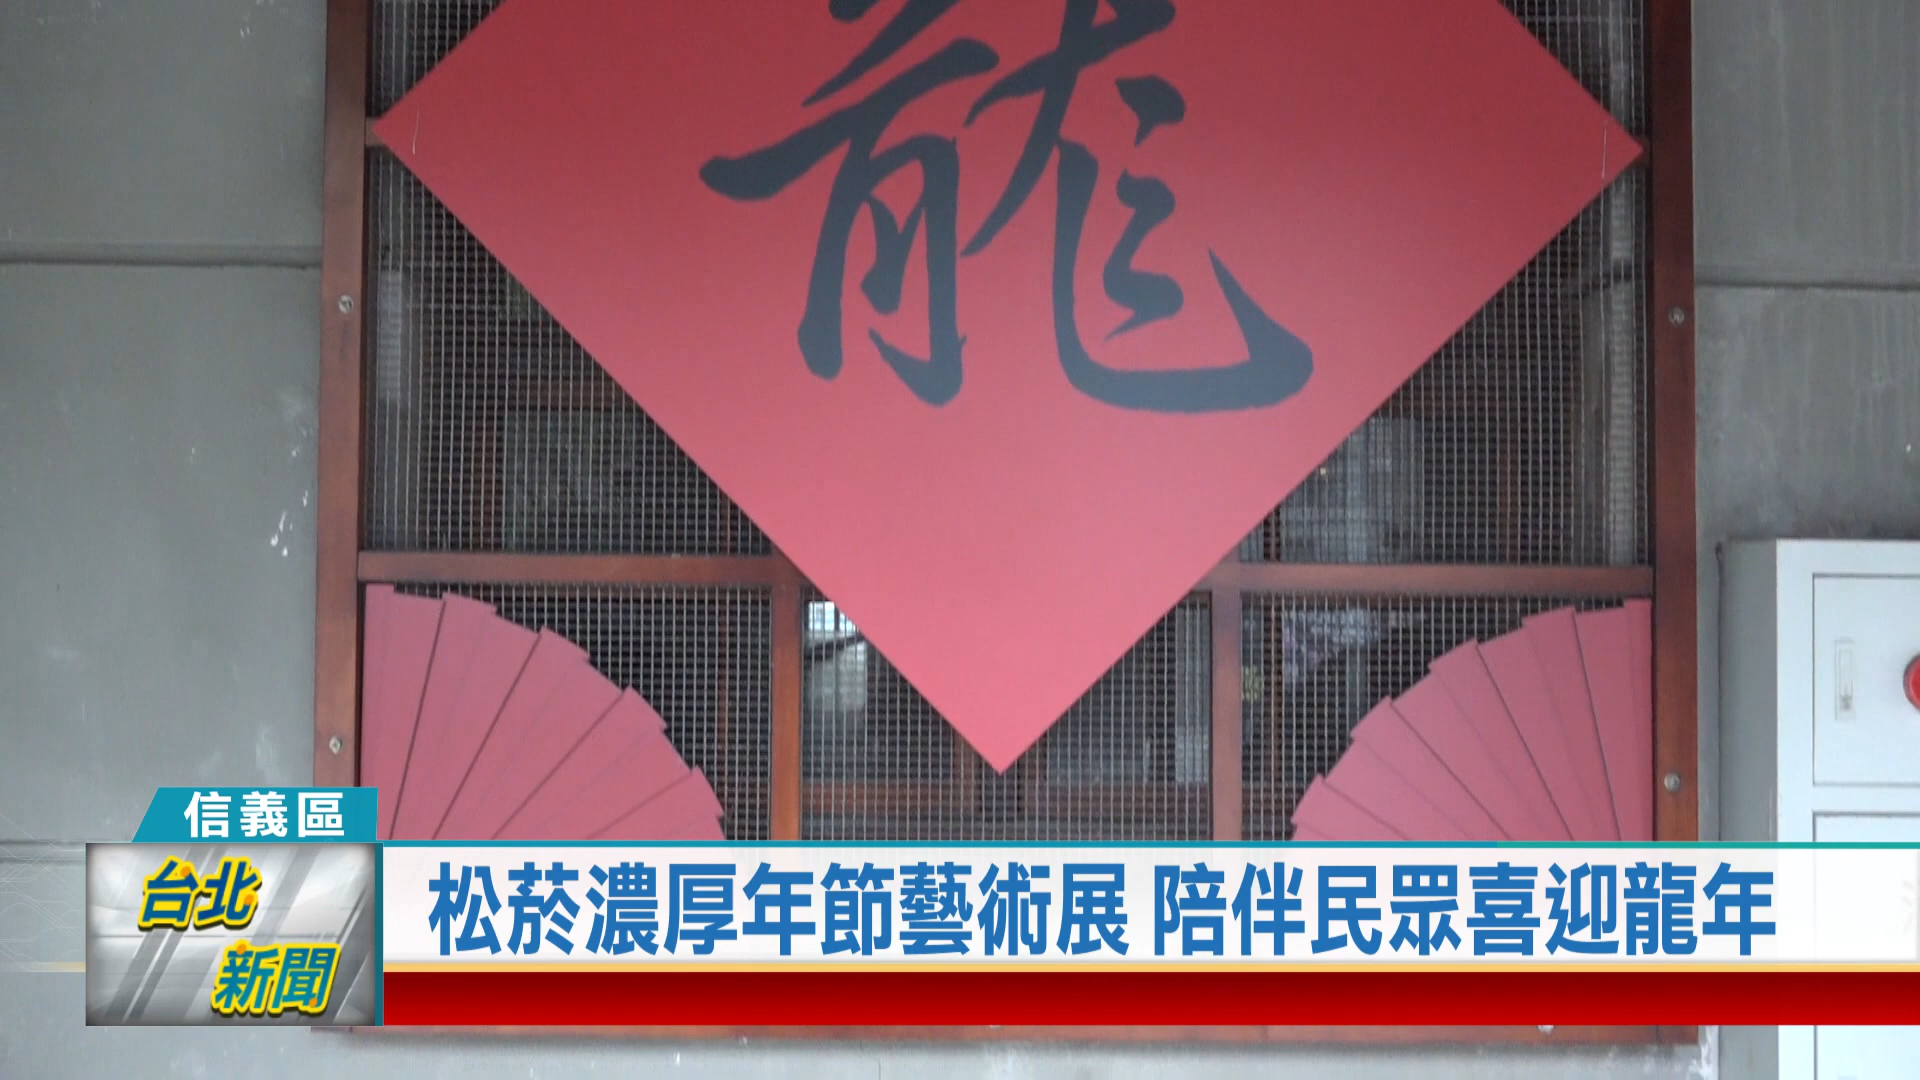 龍
信義區
台北
新聞
松菸濃厚年節藝術展 陪伴民眾喜迎龍年